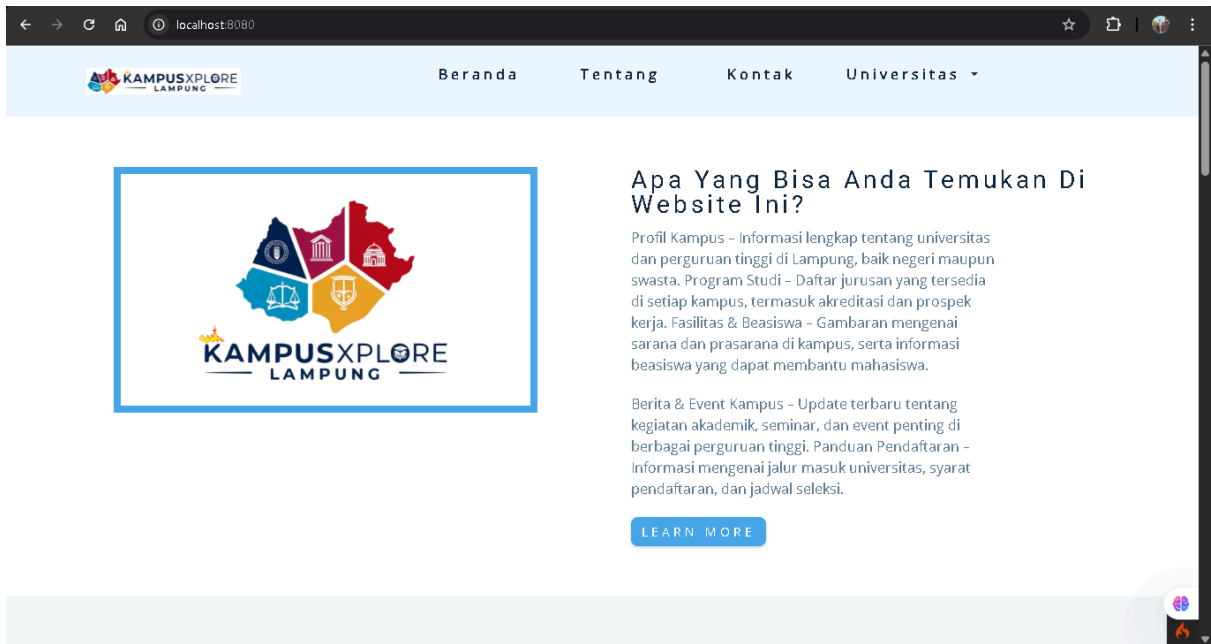 localhost:8080
KAMPUSXPLORE
LAMPUNG
Beranda Tentang Kontak Universitas
Apa Yang Bisa Anda Temukan Di
Website Ini?
Profil Kampus – Informasi lengkap tentang universitas
dan perguruan tinggi di Lampung, baik negeri maupun
swasta. Program Studi – Daftar jurusan yang tersedia
di setiap kampus, termasuk akreditasi dan prospek
kerja. Fasilitas & Beasiswa – Gambaran mengenai
sarana dan prasarana di kampus, serta informasi
beasiswa yang dapat membantu mahasiswa.
Berita & Event Kampus – Update terbaru tentang
kegiatan akademik, seminar, dan event penting di
berbagai perguruan tinggi. Panduan Pendaftaran –
Informasi mengenai jalur masuk universitas, syarat
pendaftaran, dan jadwal seleksi.
LEARN MORE
KAMPUSXPLORE
LAMPUNG